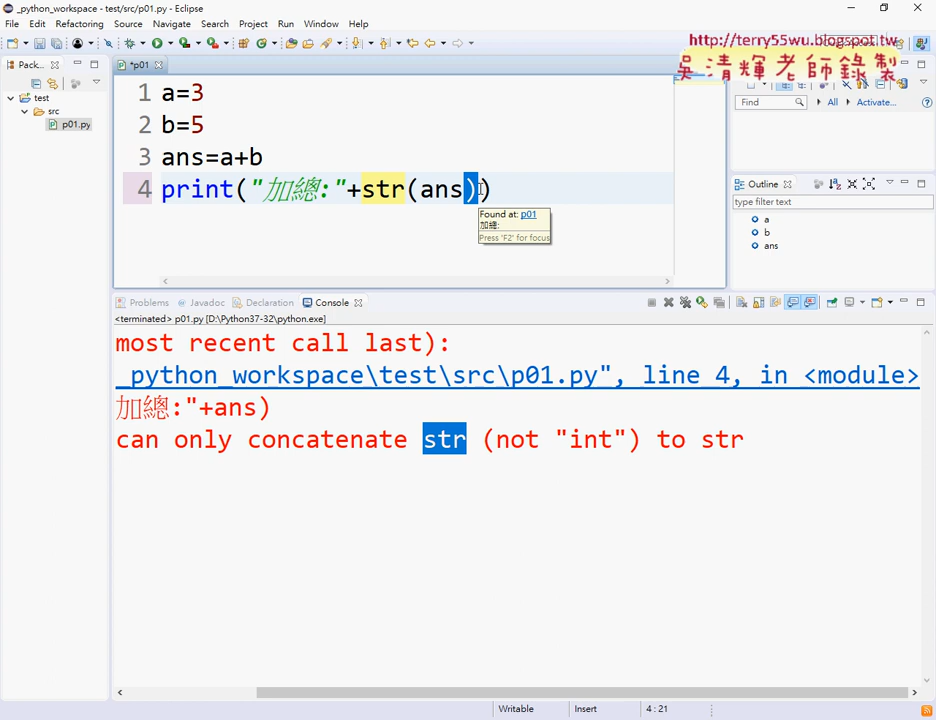 _python_workspace - test/src/p01.py - Eclipse
File Edit Refactoring Source Navigate Search Project Run Window Help
http://terry55wu.blogspot.tw
吳清輝老師錄製
Pack...
*p01
test
src
p01.py
1 a=3
2 b=5
3 ans=a+b
4 print("加總:"+str(ans))
Found at: p01
加總:
Press 'F2' for focus
Find
All
Activate...
Outline
type filter text
a
b
ans
Problems Javadoc Declaration Console
<terminated> p01.py [D:\Python37-32\python.exe]
most recent call last):
_python_workspace\test\src\p01.py", line 4, in <module>
加總:"+ans)
can only concatenate str (not "int") to str
Writable Insert 4 : 21